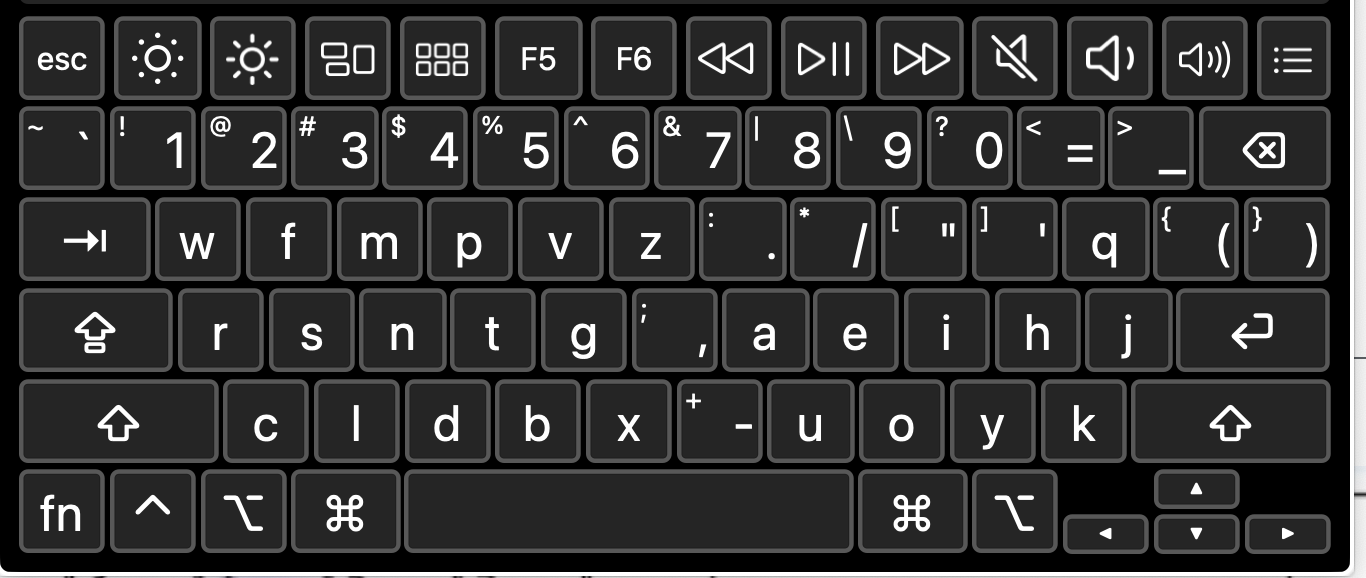 esc F5 F6
~ ` ! 1 @ 2 # 3 $ 4 % 5 ^ 6 & 7 | 8 \ 9 ? 0 < = > _
w f m p v z : . * / [ " ] ' q { ( } )
r s n t g ; , a e i h j
c l d b x + - u o y k
fn ^ ⌥ ⌘ ⌘ ⌥